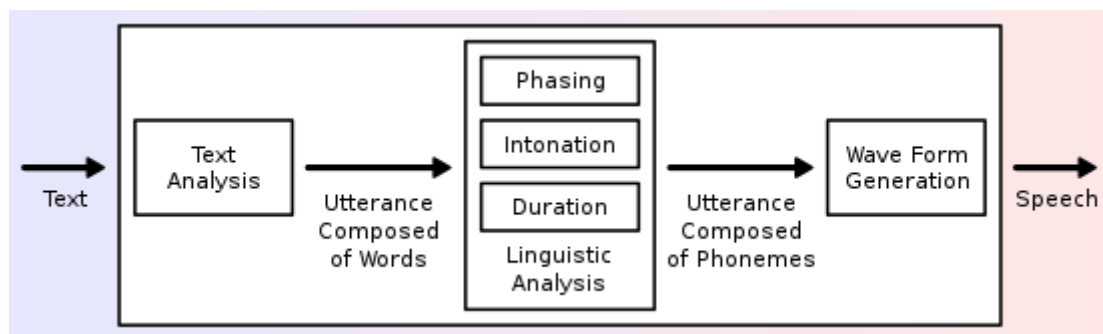 Text
Text
Analysis
Utterance
Composed
of Words
Phasing
Intonation
Duration
Linguistic
Analysis
Utterance
Composed
of Phonemes
Wave Form
Generation
Speech